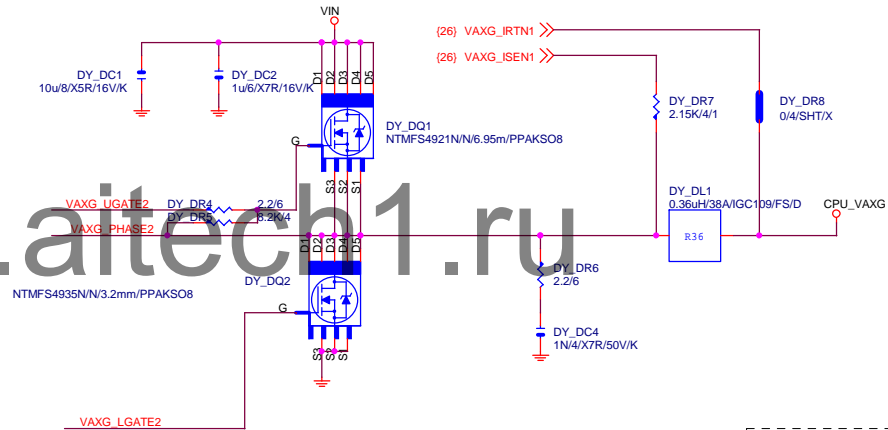 VIN
{26} VAXG_IRTN1
{26} VAXG_ISEN1
DY_DC1
10u/8/X5R/16V/K
DY_DC2
1u/6/X7R/16V/K
D1
D2
D3
D4
D5
DY_DQ1
NTMFS4921N/N/6.95m/PPAKSO8
G
S3
S2
S1
DY_DR7
2.15K/4/1
DY_DR8
0/4/SHT/X
VAXG_UGATE2
DY_DR4
2.2/6
DY_DR5
8.2K/4
VAXG_PHASE2
DY_DL1
0.36uH/38A/IGC109/FS/D
R36
CPU_VAXG
.aitech1.ru
D1
D2
D3
D4
D5
DY_DQ2
NTMFS4935N/N/3.2mm/PPAKSO8
G
S3
S2
S1
DY_DR6
2.2/6
DY_DC4
1N/4/X7R/50V/K
VAXG_LGATE2